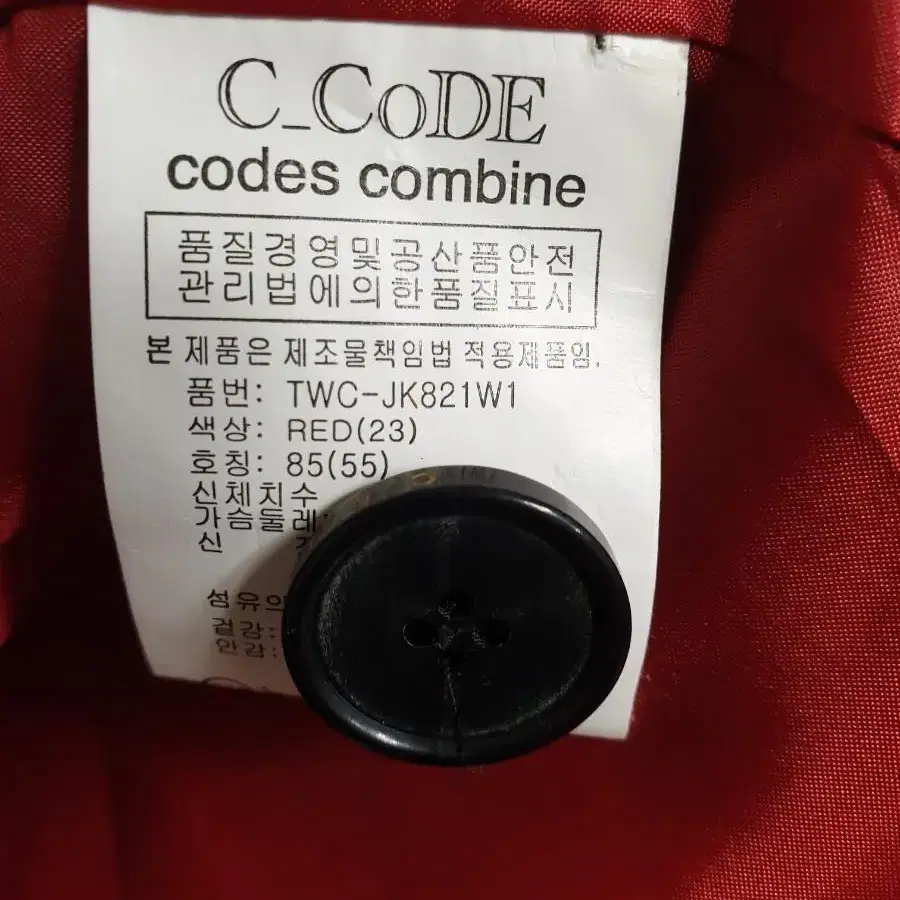 C_CoDE
codes combine
품질경영및공산품안전
관리법에의한품질표시
본 제품은 제조물책임법 적용제품임.
품번: TWC-JK821W1
색상: RED(23)
호칭: 85(55)
신체치수
가슴둘레
신
섬유의
겉감:
안감: